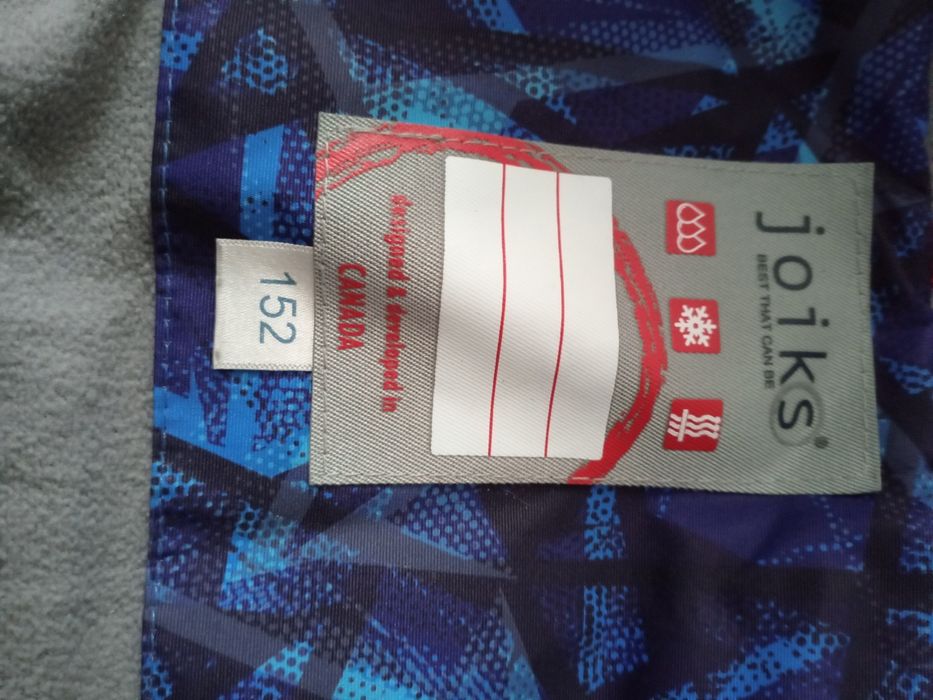 joiks®
BEST THAT CAN BE
designed & developed in
CANADA
152